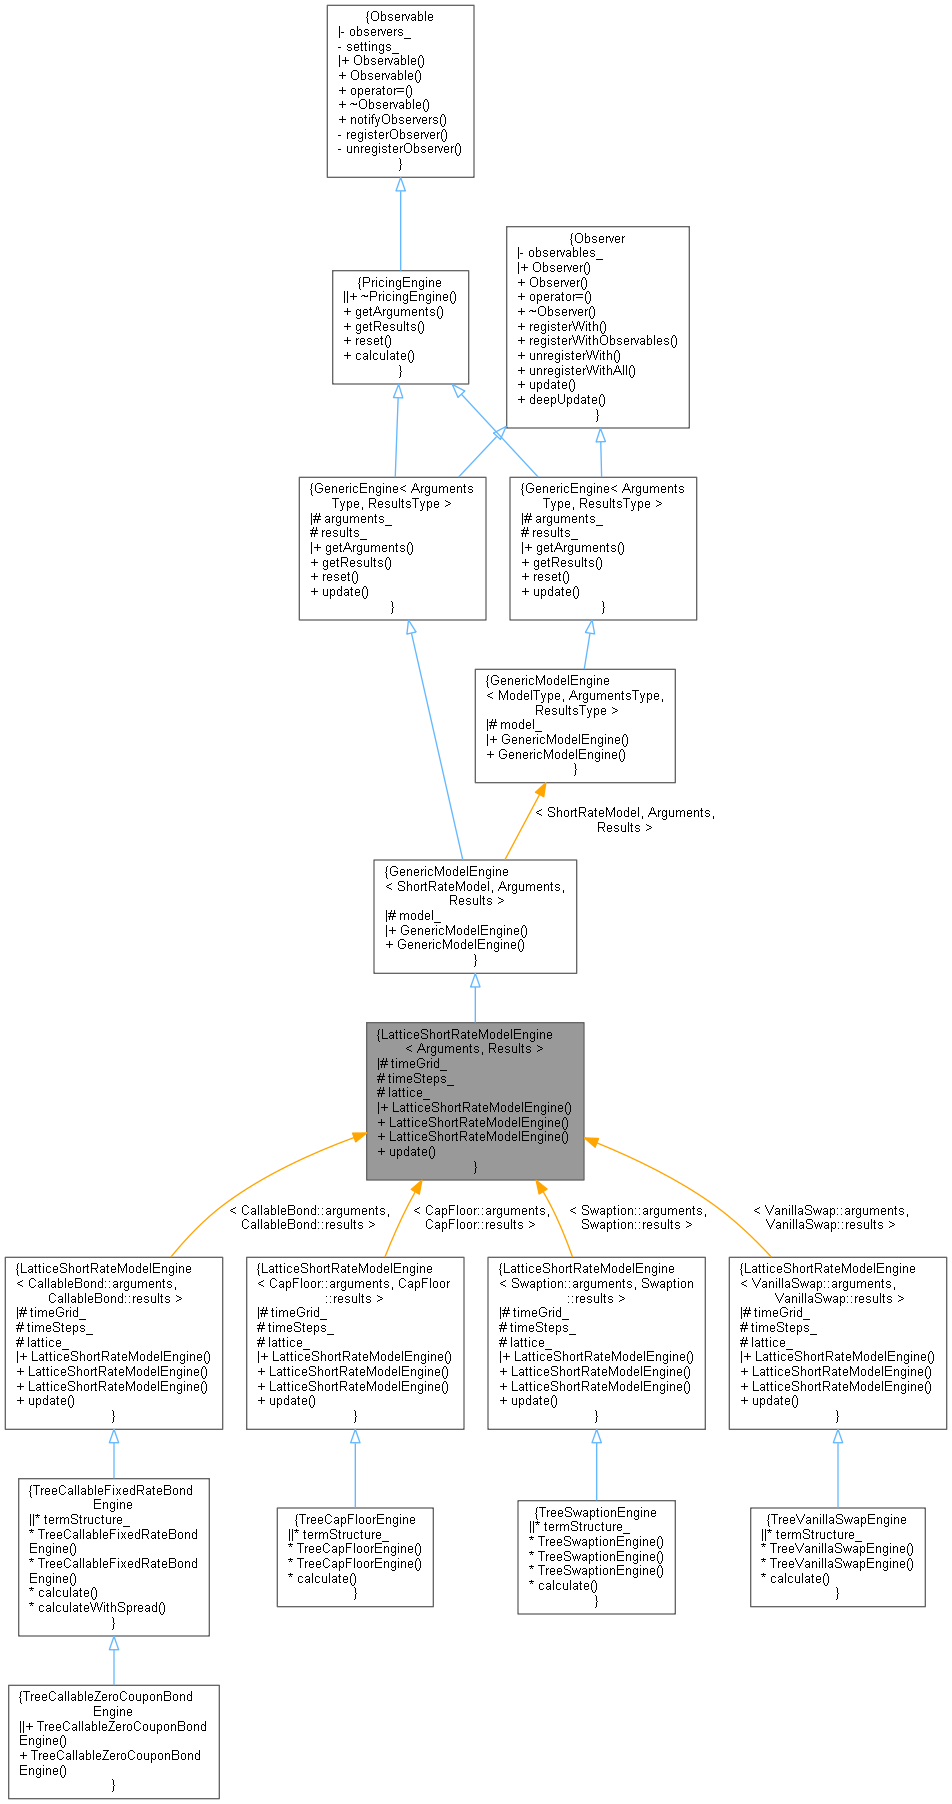 {Observable
|- observers_
- settings_
|+ Observable()
+ Observable()
+ operator=()
+ ~Observable()
+ notifyObservers()
- registerObserver()
- unregisterObserver()
}
{Observer
|- observables_
|+ Observer()
+ Observer()
+ operator=()
+ ~Observer()
+ registerWith()
+ registerWithObservables()
+ unregisterWith()
+ unregisterWithAll()
+ update()
+ deepUpdate()
}
{PricingEngine
||+ ~PricingEngine()
+ getArguments()
+ getResults()
+ reset()
+ calculate()
}
{GenericEngine< Arguments
Type, ResultsType >
|# arguments_
# results_
|+ getArguments()
+ getResults()
+ reset()
+ update()
}
{GenericEngine< Arguments
Type, ResultsType >
|# arguments_
# results_
|+ getArguments()
+ getResults()
+ reset()
+ update()
}
{GenericModelEngine
< ModelType, ArgumentsType,
ResultsType >
|# model_
|+ GenericModelEngine()
+ GenericModelEngine()
}
< ShortRateModel, Arguments,
Results >
{GenericModelEngine
< ShortRateModel, Arguments,
Results >
|# model_
|+ GenericModelEngine()
+ GenericModelEngine()
}
{LatticeShortRateModelEngine
< Arguments, Results >
|# timeGrid_
# timeSteps_
# lattice_
|+ LatticeShortRateModelEngine()
+ LatticeShortRateModelEngine()
+ LatticeShortRateModelEngine()
+ update()
}
< CallableBond::arguments,
CallableBond::results >
< CapFloor::arguments,
CapFloor::results >
< Swaption::arguments,
Swaption::results >
< VanillaSwap::arguments,
VanillaSwap::results >
{LatticeShortRateModelEngine
< CallableBond::arguments,
CallableBond::results >
|# timeGrid_
# timeSteps_
# lattice_
|+ LatticeShortRateModelEngine()
+ LatticeShortRateModelEngine()
+ LatticeShortRateModelEngine()
+ update()
}
{LatticeShortRateModelEngine
< CapFloor::arguments, CapFloor
::results >
|# timeGrid_
# timeSteps_
# lattice_
|+ LatticeShortRateModelEngine()
+ LatticeShortRateModelEngine()
+ LatticeShortRateModelEngine()
+ update()
}
{LatticeShortRateModelEngine
< Swaption::arguments, Swaption
::results >
|# timeGrid_
# timeSteps_
# lattice_
|+ LatticeShortRateModelEngine()
+ LatticeShortRateModelEngine()
+ LatticeShortRateModelEngine()
+ update()
}
{LatticeShortRateModelEngine
< VanillaSwap::arguments,
VanillaSwap::results >
|# timeGrid_
# timeSteps_
# lattice_
|+ LatticeShortRateModelEngine()
+ LatticeShortRateModelEngine()
+ LatticeShortRateModelEngine()
+ update()
}
{TreeCallableFixedRateBond
Engine
||* termStructure_
* TreeCallableFixedRateBond
Engine()
* TreeCallableFixedRateBond
Engine()
* calculate()
* calculateWithSpread()
}
{TreeCapFloorEngine
||* termStructure_
* TreeCapFloorEngine()
* TreeCapFloorEngine()
* calculate()
}
{TreeSwaptionEngine
||* termStructure_
* TreeSwaptionEngine()
* TreeSwaptionEngine()
* TreeSwaptionEngine()
* calculate()
}
{TreeVanillaSwapEngine
||* termStructure_
* TreeVanillaSwapEngine()
* TreeVanillaSwapEngine()
* calculate()
}
{TreeCallableZeroCouponBond
Engine
||+ TreeCallableZeroCouponBond
Engine()
+ TreeCallableZeroCouponBond
Engine()
}